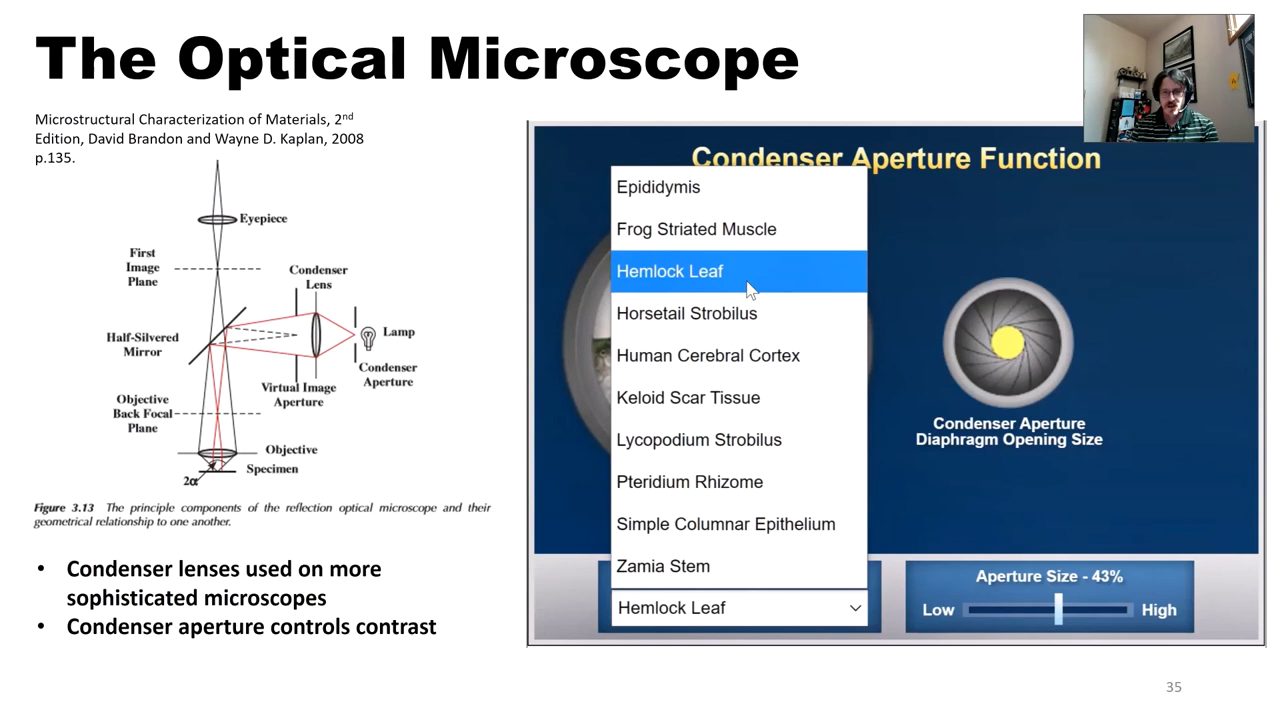 The Optical Microscope
Microstructural Characterization of Materials, 2nd
Edition, David Brandon and Wayne D. Kaplan, 2008
p.135.
Eyepiece
First
Image
Plane
Condenser
Lens
Half-Silvered
Mirror
Lamp
Condenser
Aperture
Virtual Image
Aperture
Objective
Back Focal
Plane
Objective
Specimen
2α
Figure 3.13 The principle components of the reflection optical microscope and their
geometrical relationship to one another.
• Condenser lenses used on more
sophisticated microscopes
• Condenser aperture controls contrast
Condenser Aperture Function
Epididymis
Frog Striated Muscle
Hemlock Leaf
Horsetail Strobilus
Human Cerebral Cortex
Keloid Scar Tissue
Lycopodium Strobilus
Pteridium Rhizome
Simple Columnar Epithelium
Zamia Stem
Hemlock Leaf
Condenser Aperture
Diaphragm Opening Size
Aperture Size - 43%
Low High
35